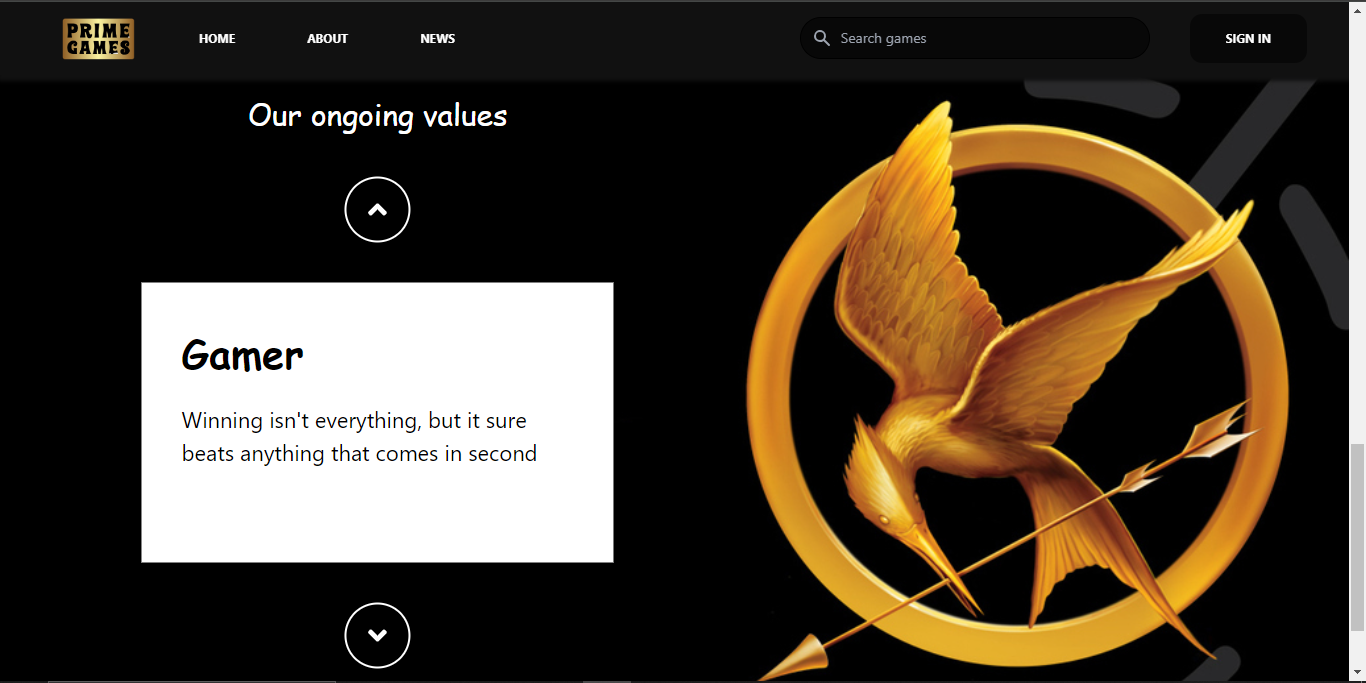 PRIME
GAMES
HOME ABOUT NEWS Search games SIGN IN
Our ongoing values
Gamer
Winning isn't everything, but it sure
beats anything that comes in second